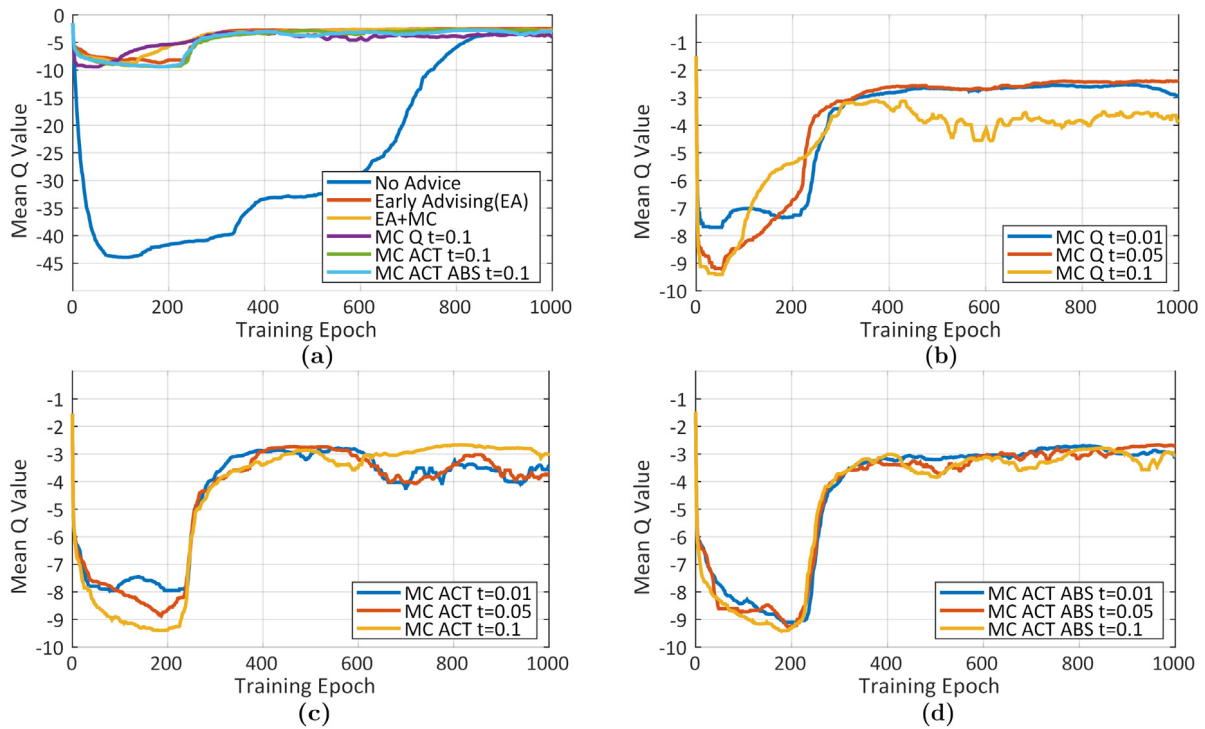 0
-5
-10
-15
-20
-25
-30
-35
-40
-45
Mean Q Value
No Advice
Early Advising(EA)
EA+MC
MC Q t=0.1
MC ACT t=0.1
MC ACT ABS t=0.1
0 200 400 600 800 1000
Training Epoch
(a)
-1
-2
-3
-4
-5
-6
-7
-8
-9
-10
Mean Q Value
MC Q t=0.01
MC Q t=0.05
MC Q t=0.1
0 200 400 600 800 1000
Training Epoch
(b)
-1
-2
-3
-4
-5
-6
-7
-8
-9
-10
Mean Q Value
MC ACT t=0.01
MC ACT t=0.05
MC ACT t=0.1
0 200 400 600 800 1000
Training Epoch
(c)
-1
-2
-3
-4
-5
-6
-7
-8
-9
-10
Mean Q Value
MC ACT ABS t=0.01
MC ACT ABS t=0.05
MC ACT ABS t=0.1
0 200 400 600 800 1000
Training Epoch
(d)